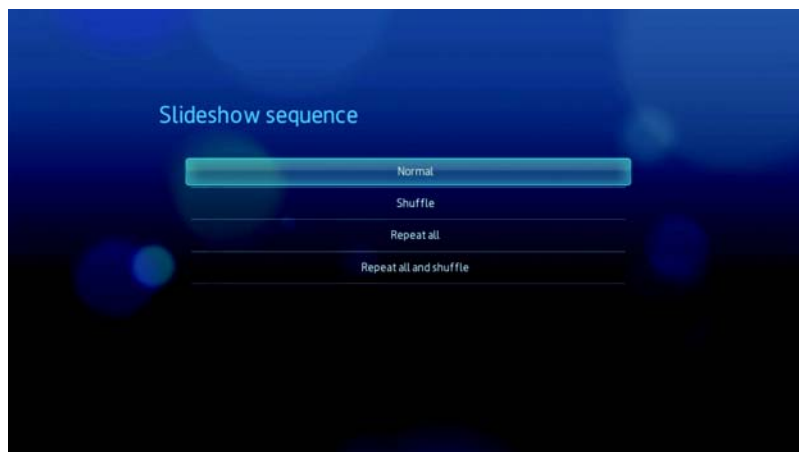 Slideshow sequence
Normal
Shuffle
Repeat all
Repeat all and shuffle